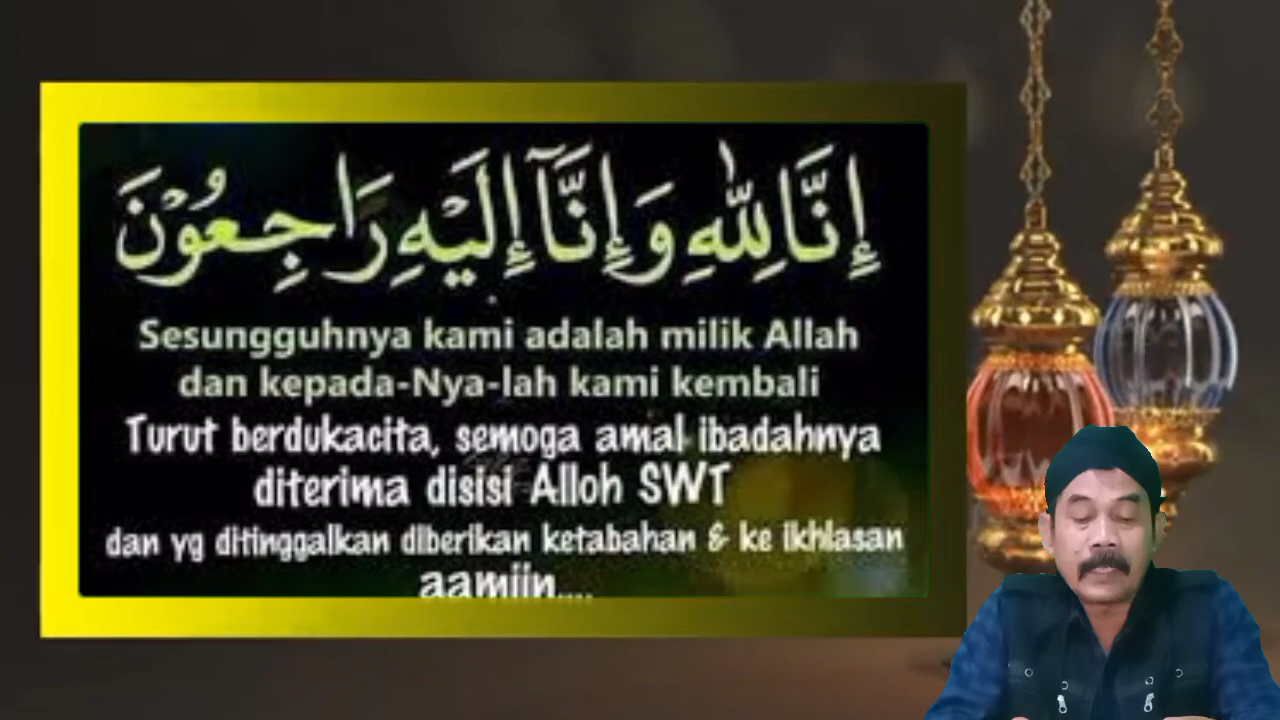 إِنَّا لِلّٰهِ وَإِنَّآ إِلَيْهِ رَاجِعُوْنَ
Sesungguhnya kami adalah milik Allah
dan kepada-Nya-lah kami kembali
Turut berdukacita, semoga amal ibadahnya
diterima disisi Alloh SWT
dan yg ditinggalkan diberikan ketabahan & ke ikhlasan
aamiin....